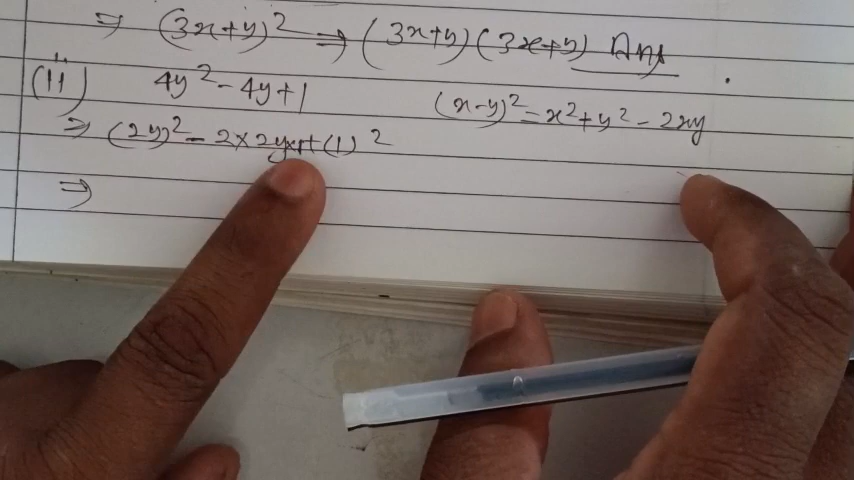 ⇒ (3x+y)² ⇒ (3x+y)(3x+y) Ans
(ii) 4y² - 4y+1
(x-y)² = x²+y² - 2xy
⇒ (2y)² - 2×2y×1+(1)²
⇒